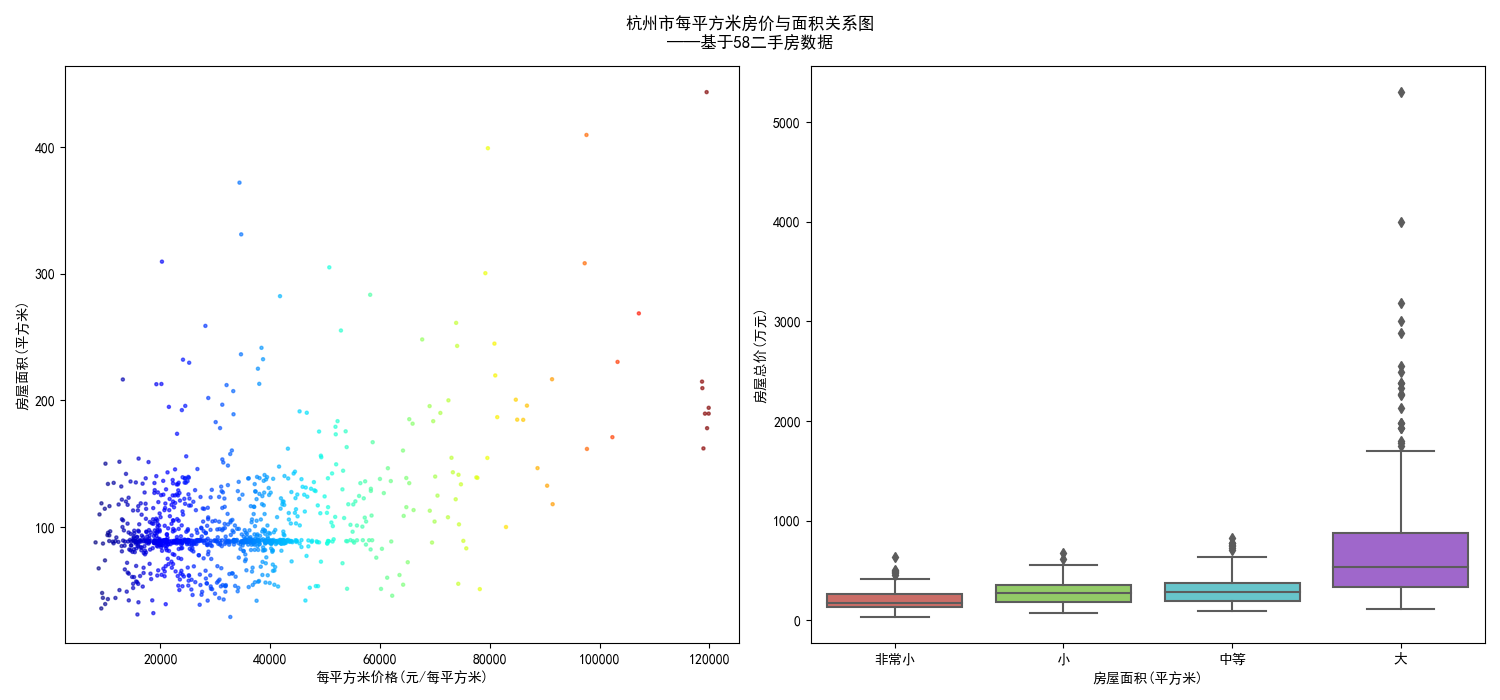 杭州市每平方米房价与面积关系图
——基于58二手房数据
房屋面积(平方米)
400
300
200
100
20000 40000 60000 80000 100000 120000
每平方米价格(元/每平方米)
房屋总价(万元)
5000
4000
3000
2000
1000
0
非常小 小 中等 大
房屋面积(平方米)